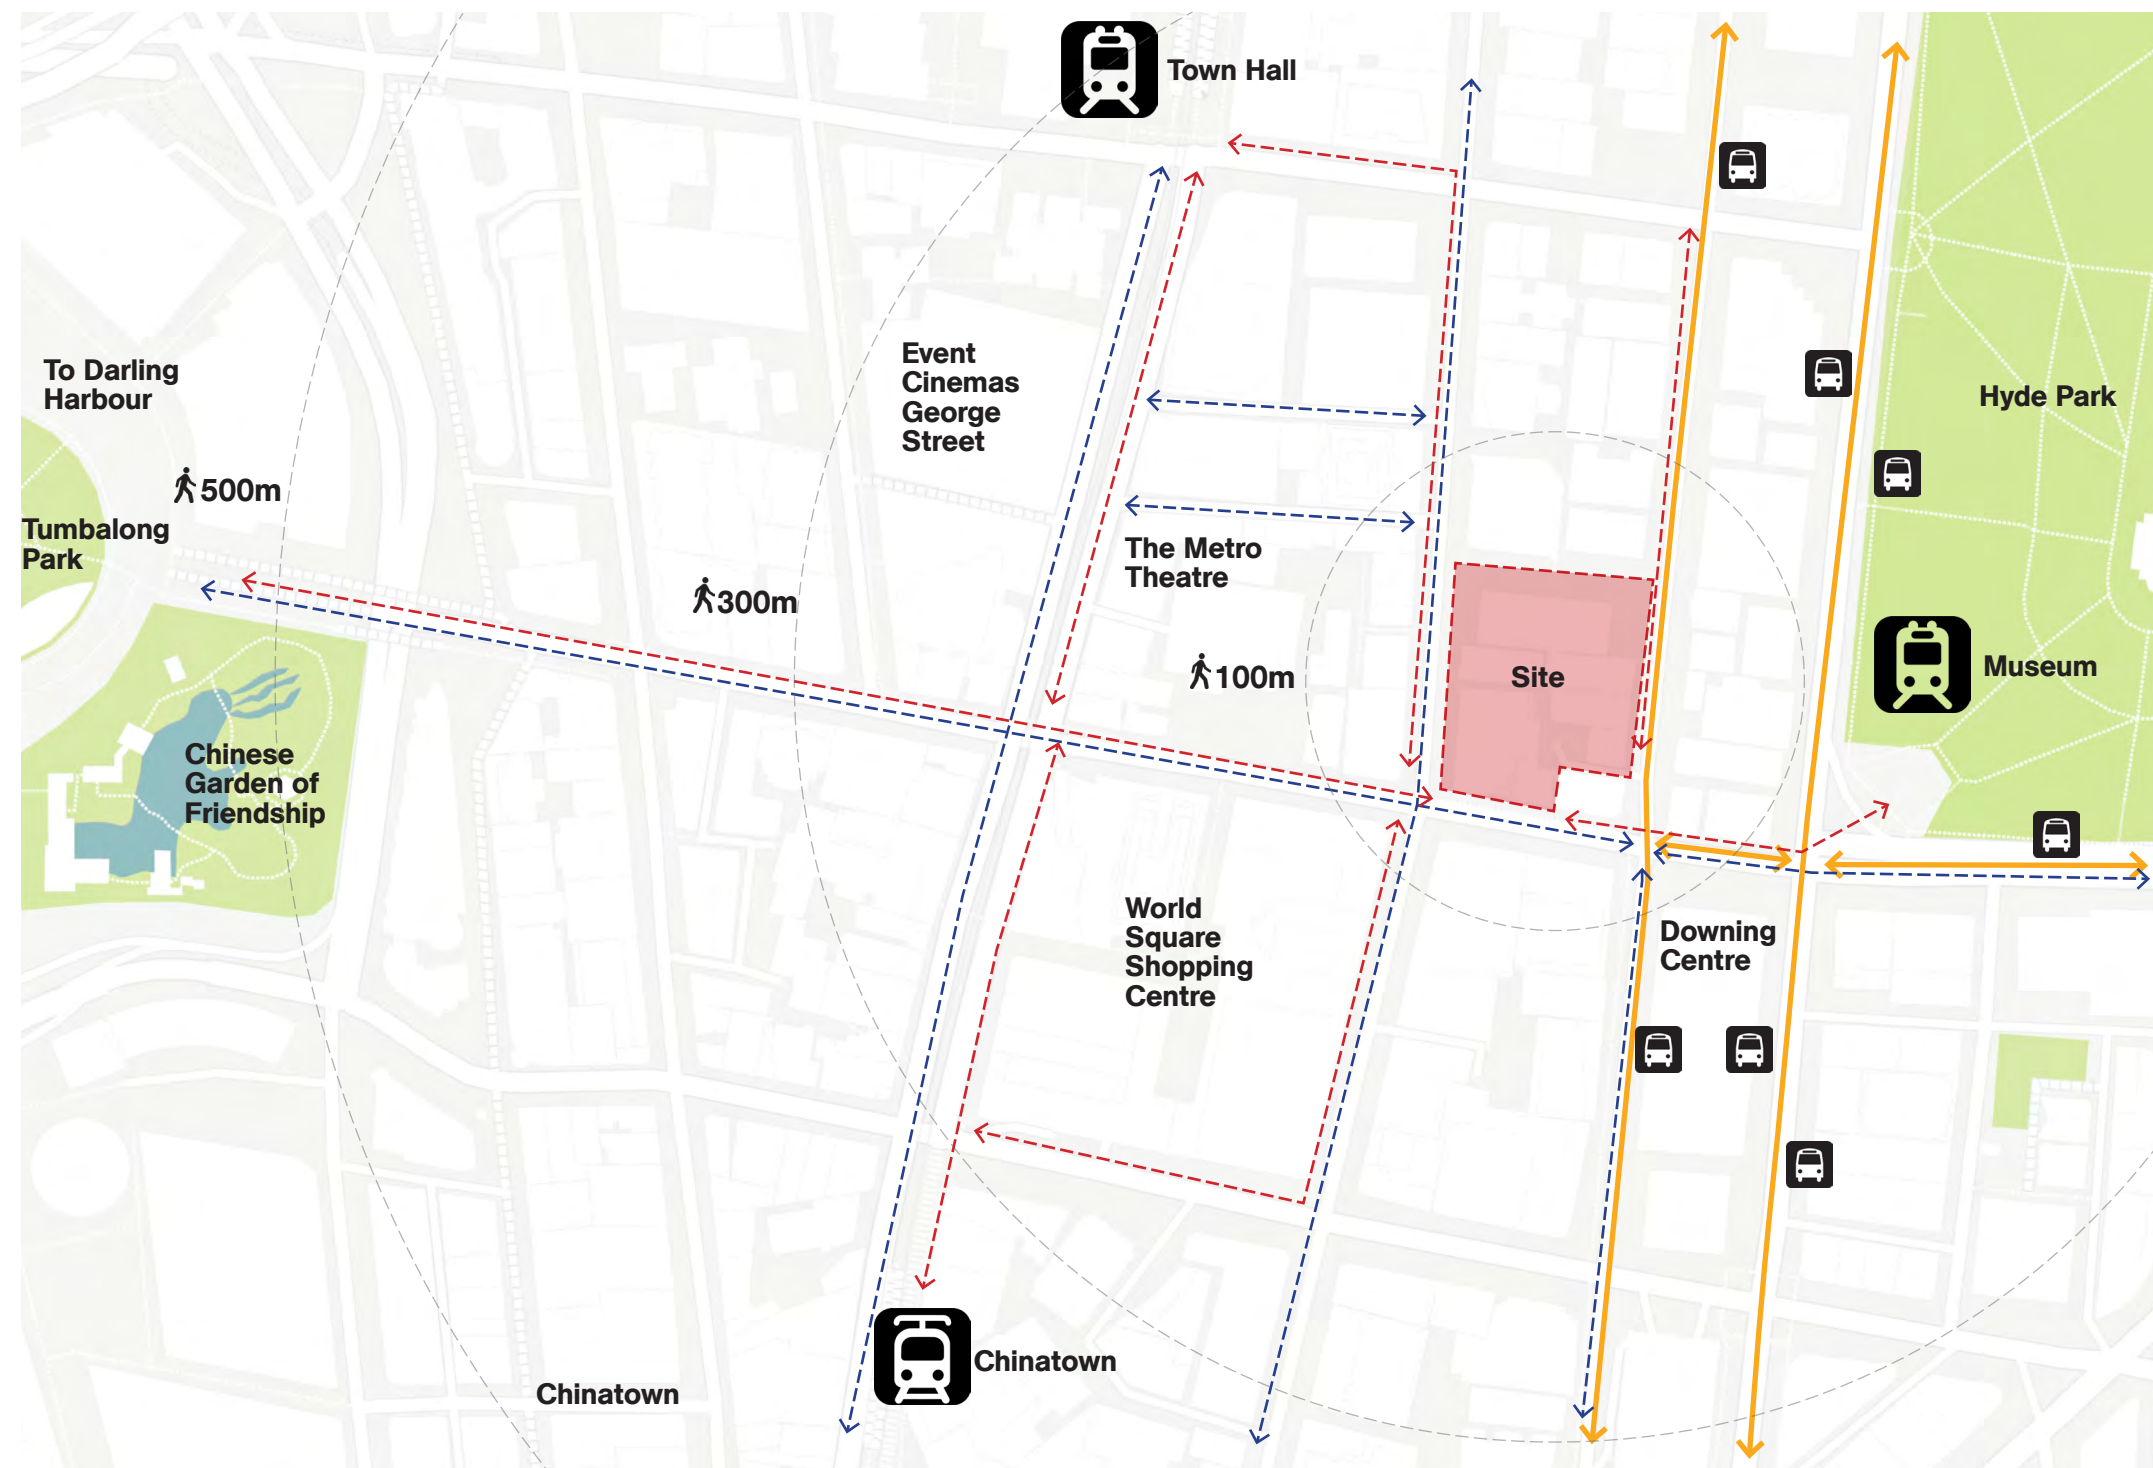 Town Hall
To Darling
Harbour
Event
Cinemas
George
Street
Hyde Park
500m
Tumbalong
Park
The Metro
Theatre
300m
100m
Site
Museum
Chinese
Garden of
Friendship
World
Square
Shopping
Centre
Downing
Centre
Chinatown
Chinatown